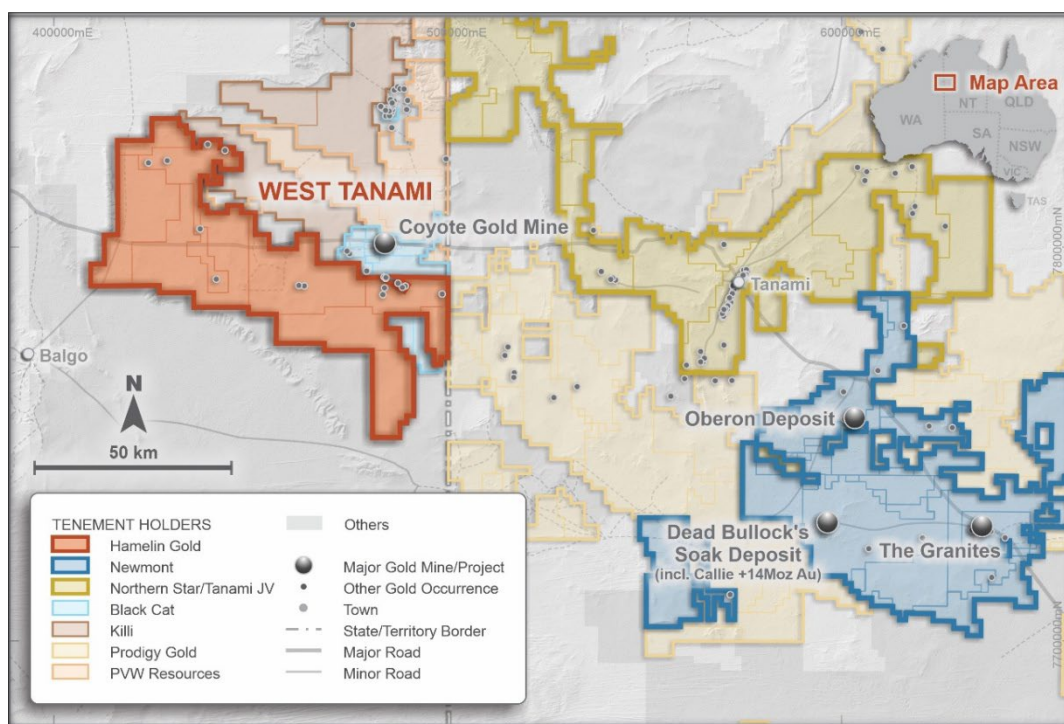 400000mE
500000mE
600000mE
Map Area
NT
QLD
WA
SA
NSW
VIC
TAS
WEST TANAMI
Coyote Gold Mine
7800000mN
Tanami
Balgo
N
50 km
Oberon Deposit
Dead Bullock's
Soak Deposit
(incl. Callie +14Moz Au)
The Granites
7700000mN
TENEMENT HOLDERS
Hamelin Gold
Newmont
Northern Star/Tanami JV
Black Cat
Killi
Prodigy Gold
PVW Resources
Others
Major Gold Mine/Project
Other Gold Occurrence
Town
State/Territory Border
Major Road
Minor Road